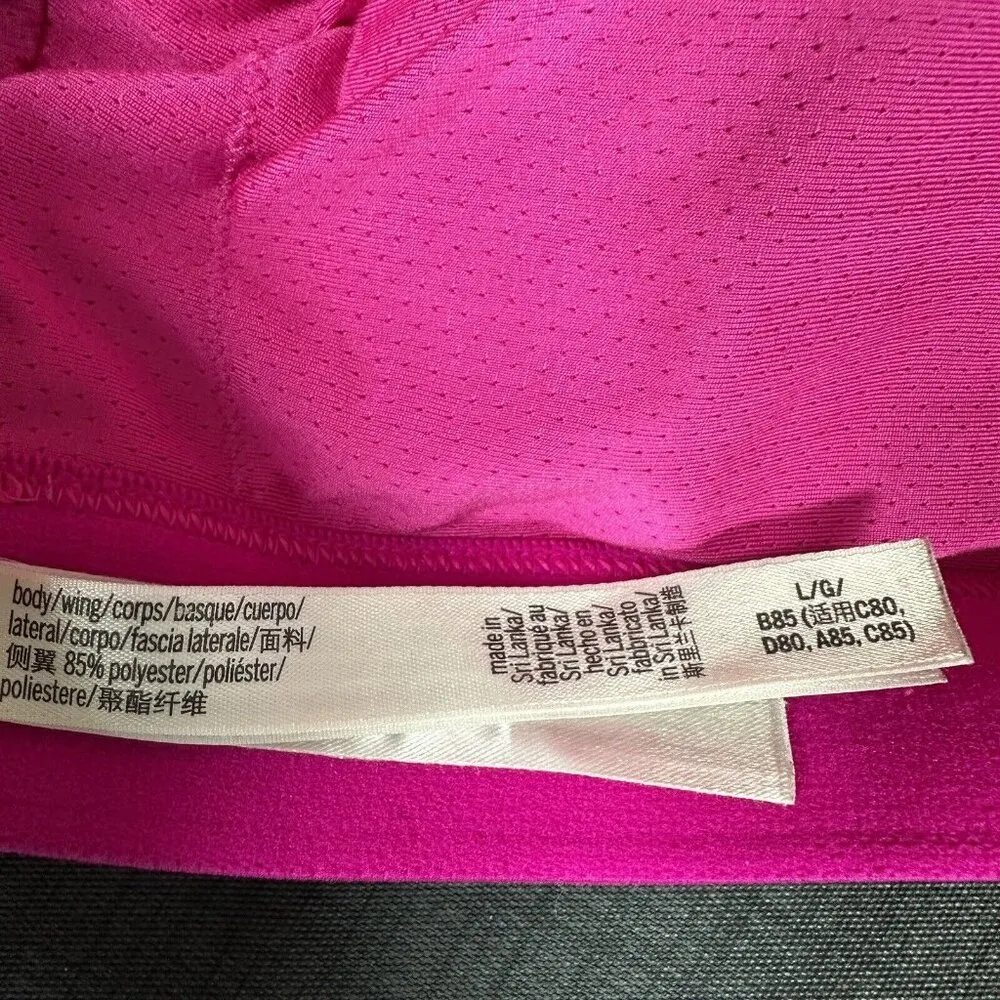 body/wing/corps/basque/cuerpo/
lateral/corpo/fascia laterale/面料/
侧翼 85% polyester/poliéster/
poliestere/聚酯纤维
made in
Sri Lanka/
fabriqué au
Sri Lanka/
hecho en
Sri Lanka/
fabricato
in Sri Lanka/
斯里兰卡制造
L/G/
B85 (适用C80,
D80, A85, C85)